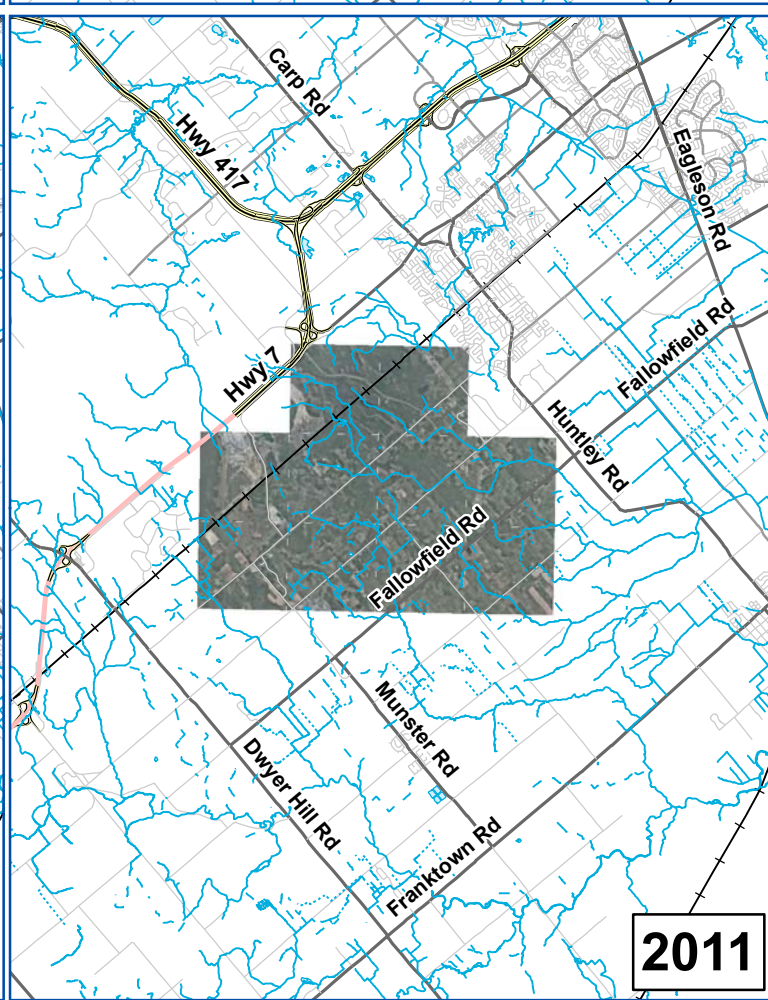 Carp Rd
Hwy 417
Eagleson Rd
Fallowfield Rd
Hwy 7
Huntley Rd
Fallowfield Rd
Munster Rd
Dwyer Hill Rd
Franktown Rd
2011